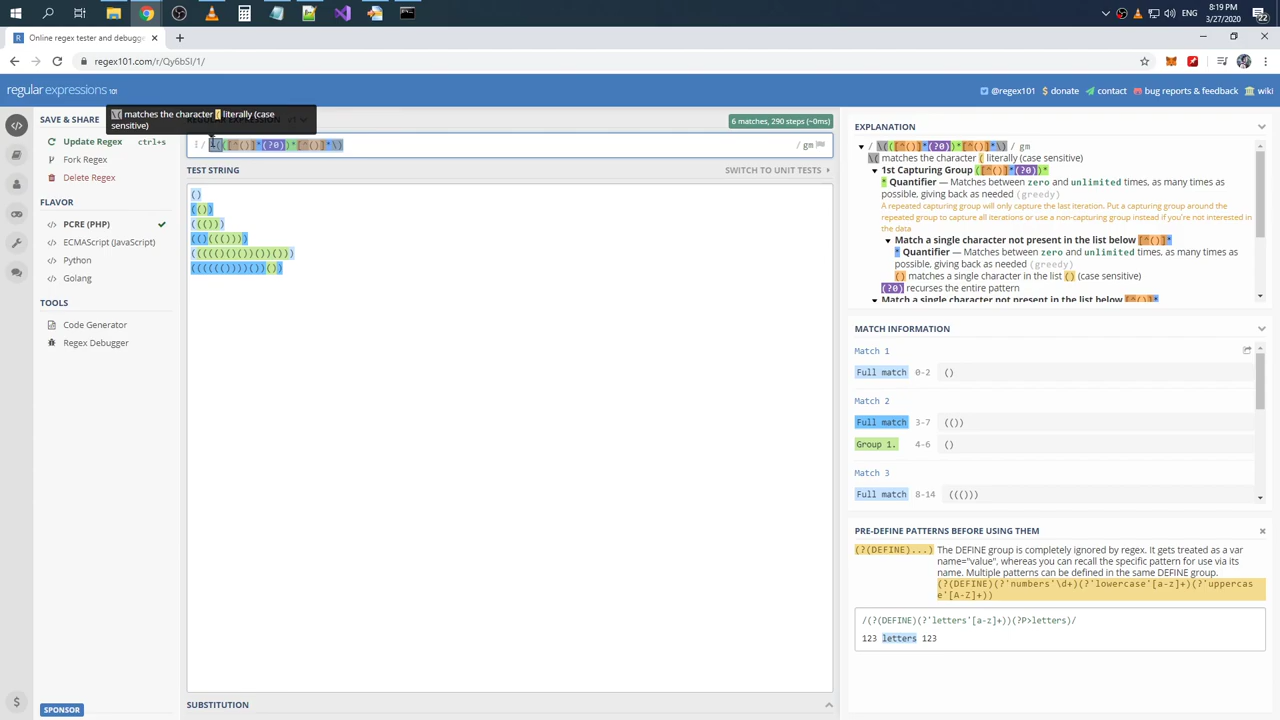 ENG
8:19 PM
3/27/2020
22
Online regex tester and debugge
regex101.com/r/Qy6bSI/1/
regular expressions 101
@regex101
donate
contact
bug reports & feedback
wiki
SAVE & SHARE
Update Regex ctrl+s
Fork Regex
Delete Regex
FLAVOR
PCRE (PHP)
ECMAScript (JavaScript)
Python
Golang
TOOLS
Code Generator
Regex Debugger
SPONSOR
\( matches the character ( literally (case
sensitive)
6 matches, 290 steps (~0ms)
/ \(([^()]*(?0))*[^()]*\) / gm
TEST STRING
SWITCH TO UNIT TESTS
()
(())
((()))
(()((()))
SUBSTITUTION
EXPLANATION
/ \(([^()]*(?0))*[^()]*\) / gm
\( matches the character ( literally (case sensitive)
1st Capturing Group ([^()]*(?0))*
* Quantifier — Matches between zero and unlimited times, as many times as
possible, giving back as needed (greedy)
A repeated capturing group will only capture the last iteration. Put a capturing group around the
repeated group to capture all iterations or use a non-capturing group instead if you're not interested in
the data
Match a single character not present in the list below [^()]*
* Quantifier — Matches between zero and unlimited times, as many times as
possible, giving back as needed (greedy)
() matches a single character in the list () (case sensitive)
(?0) recurses the entire pattern
Match a single character not present in the list below [^()]*
MATCH INFORMATION
Match 1
Full match 0-2 ()
Match 2
Full match 3-7 (())
Group 1. 4-6 ()
Match 3
Full match 8-14 ((()))
PRE-DEFINE PATTERNS BEFORE USING THEM
(?(DEFINE)...) The DEFINE group is completely ignored by regex. It gets treated as a var
name="value", whereas you can recall the specific pattern for use via its
name. Multiple patterns can be defined in the same DEFINE group.
(?(DEFINE)(?'numbers'\d+)(?'lowercase'[a-z]+)(?'uppercas
e'[A-Z]+))
/(?(DEFINE)(?'letters'[a-z]+))(?P>letters)/
123 letters 123